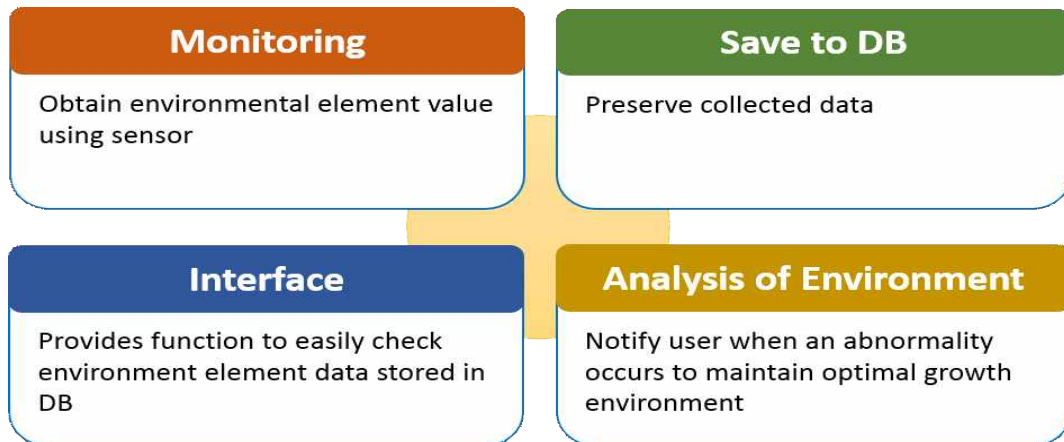 Monitoring
Obtain environmental element value
using sensor
Save to DB
Preserve collected data
Interface
Provides function to easily check
environment element data stored in
DB
Analysis of Environment
Notify user when an abnormality
occurs to maintain optimal growth
environment